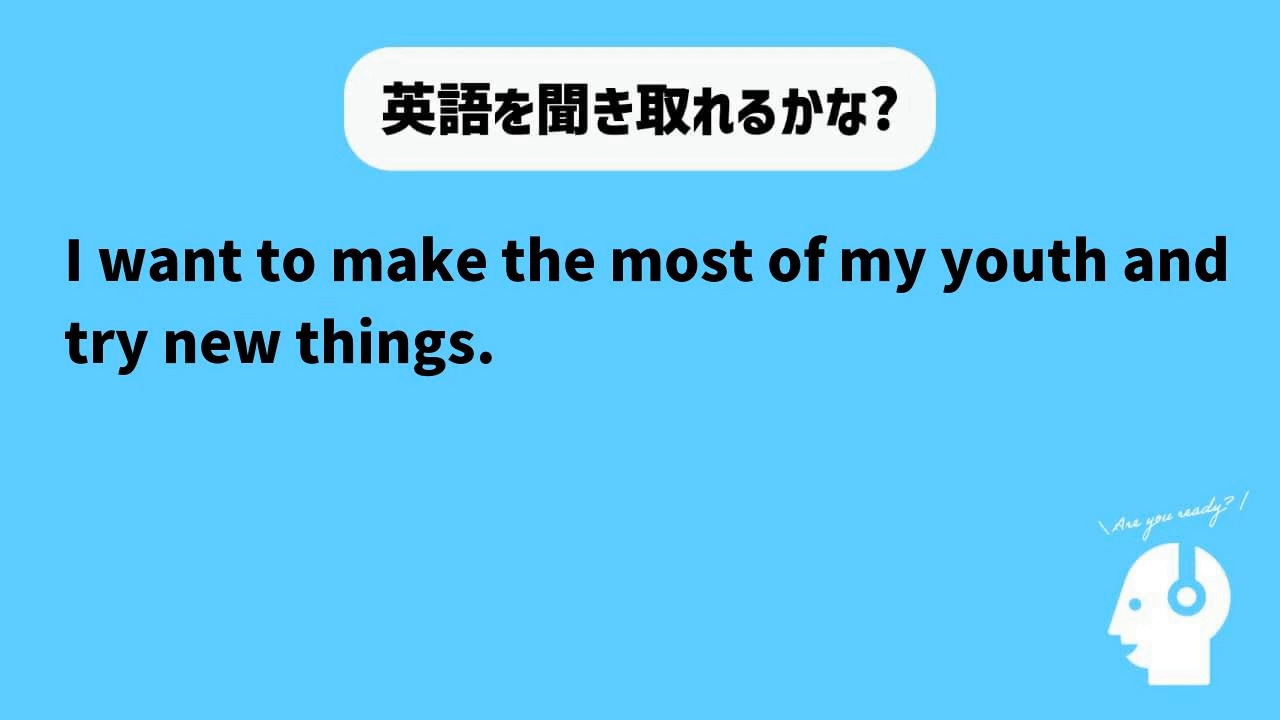 英語を聞き取れるかな?
I want to make the most of my youth and
try new things.
\Are you ready?/